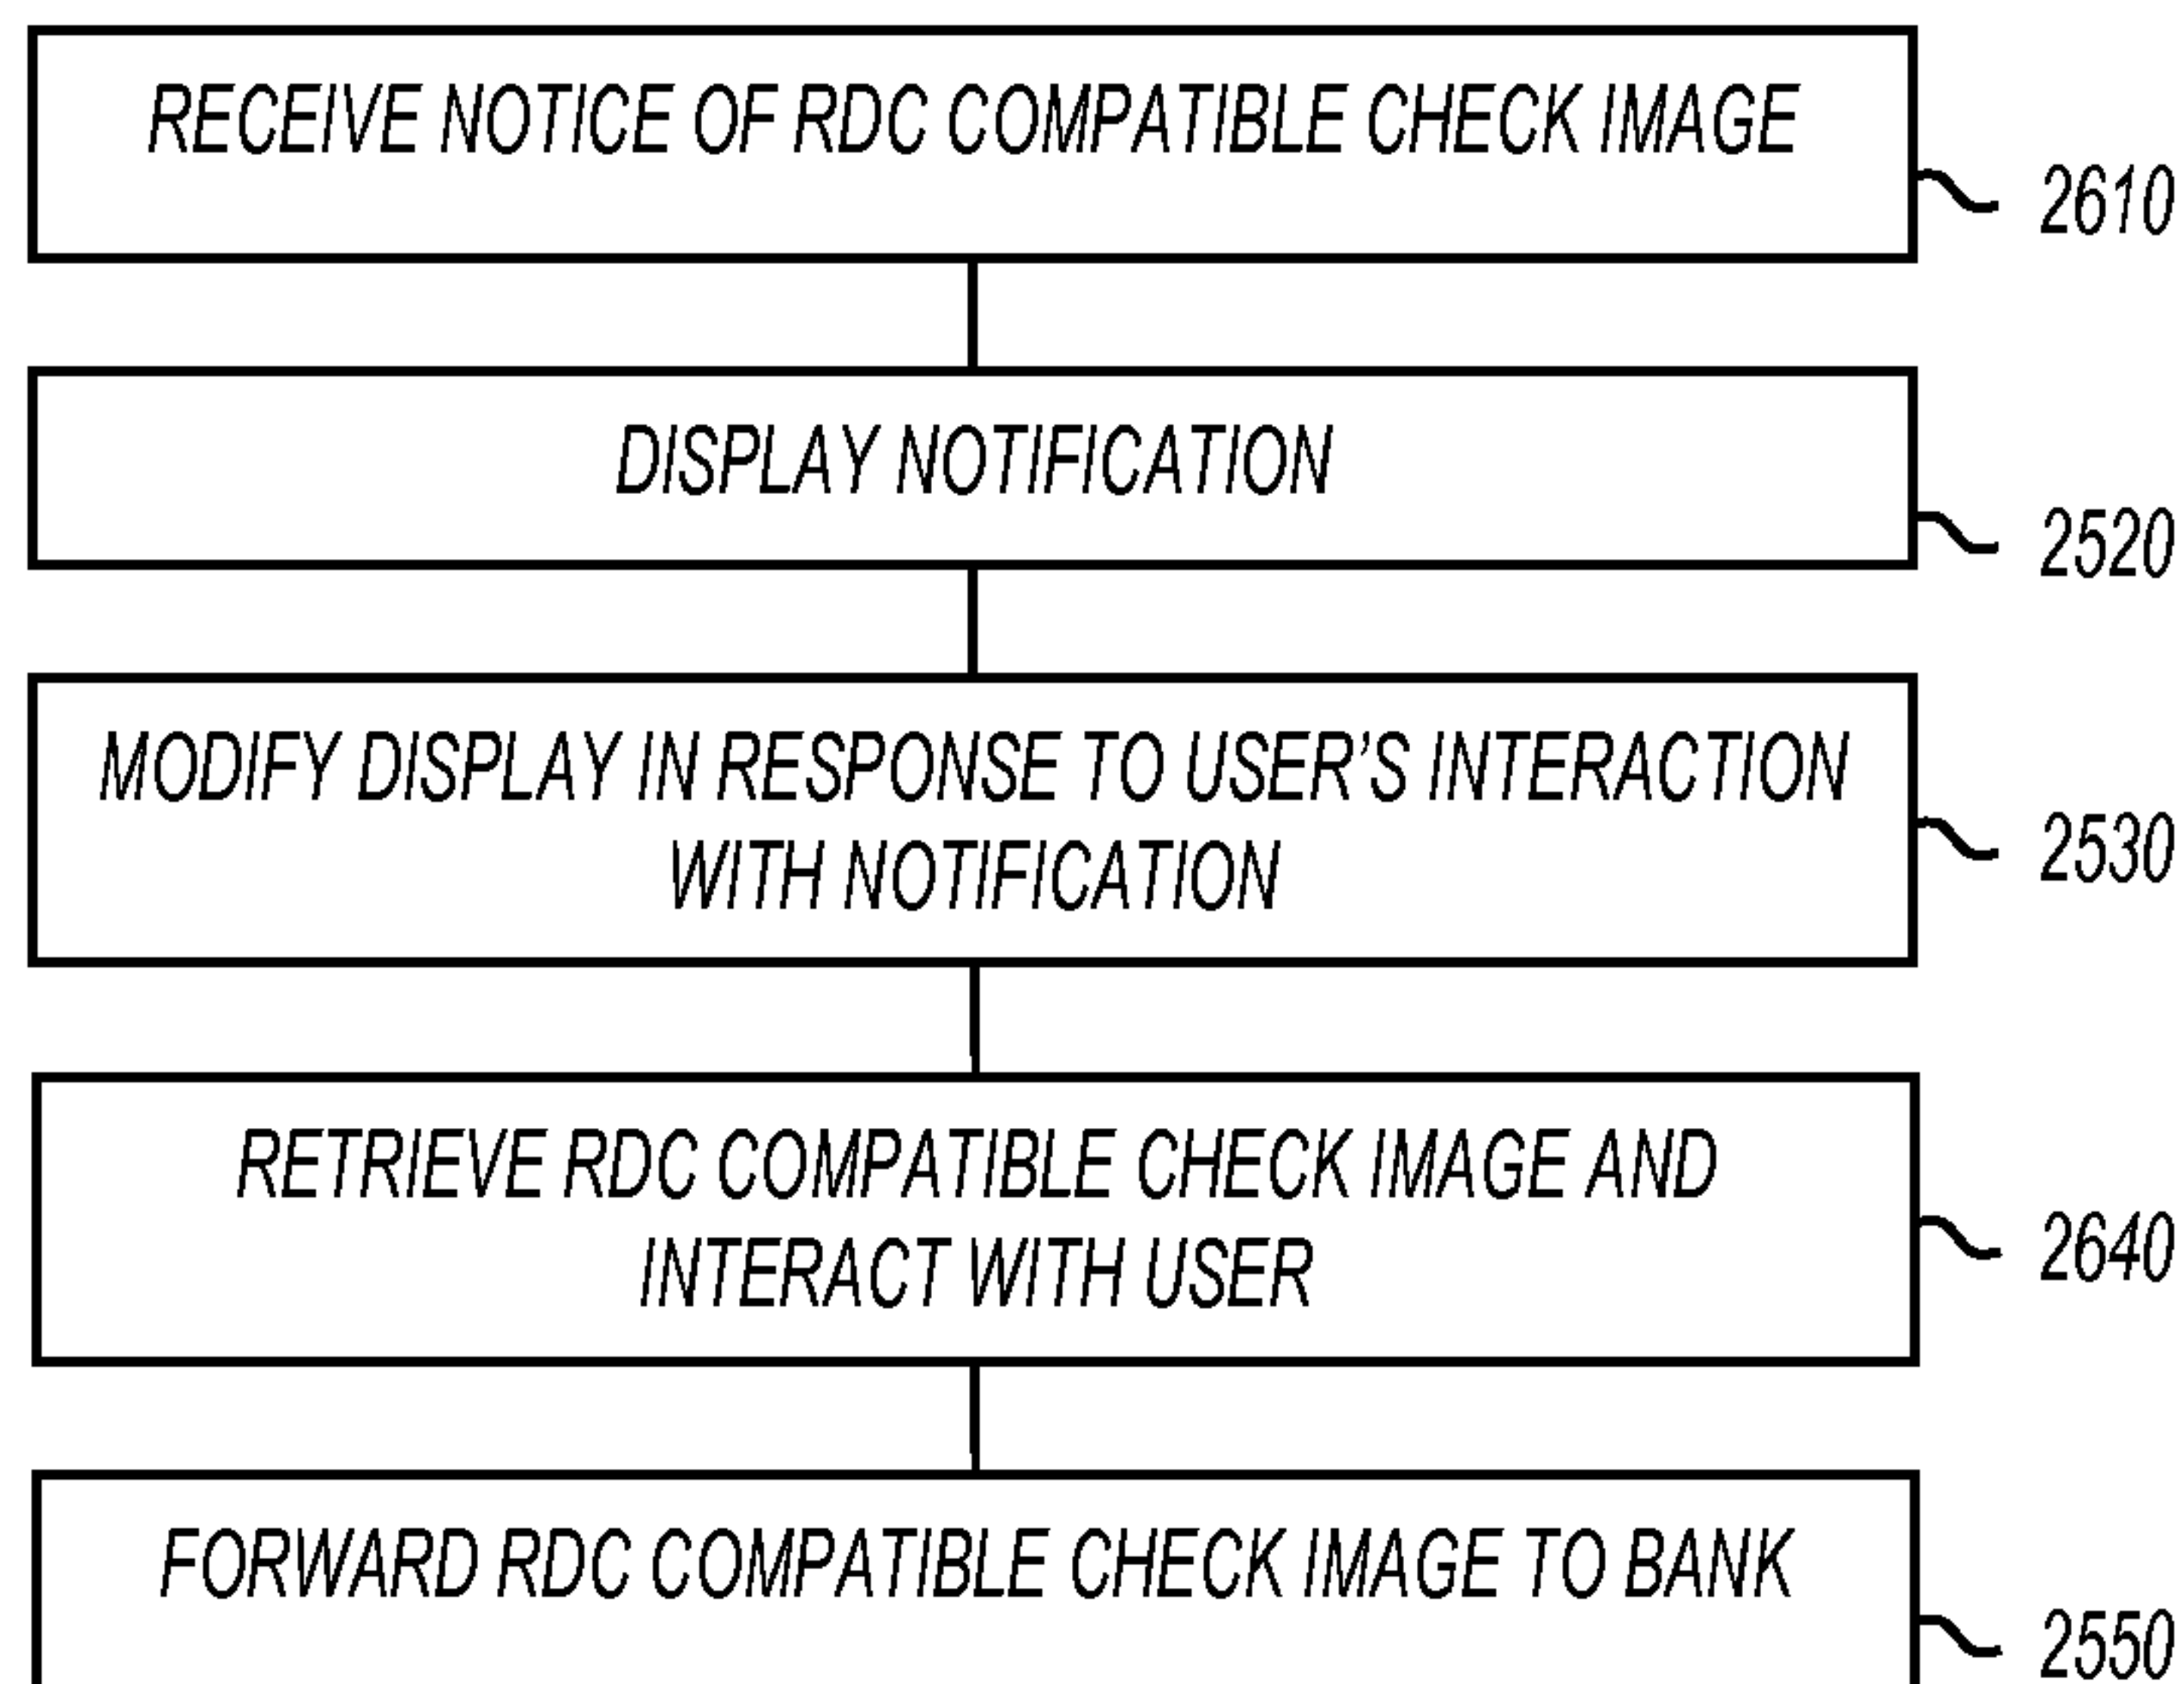 RECEIVE NOTICE OF RDC COMPATIBLE CHECK IMAGE
2610
DISPLAY NOTIFICATION
2520
MODIFY DISPLAY IN RESPONSE TO USER'S INTERACTION
WITH NOTIFICATION
2530
RETRIEVE RDC COMPATIBLE CHECK IMAGE AND
INTERACT WITH USER
2640
FORWARD RDC COMPATIBLE CHECK IMAGE TO BANK
2550